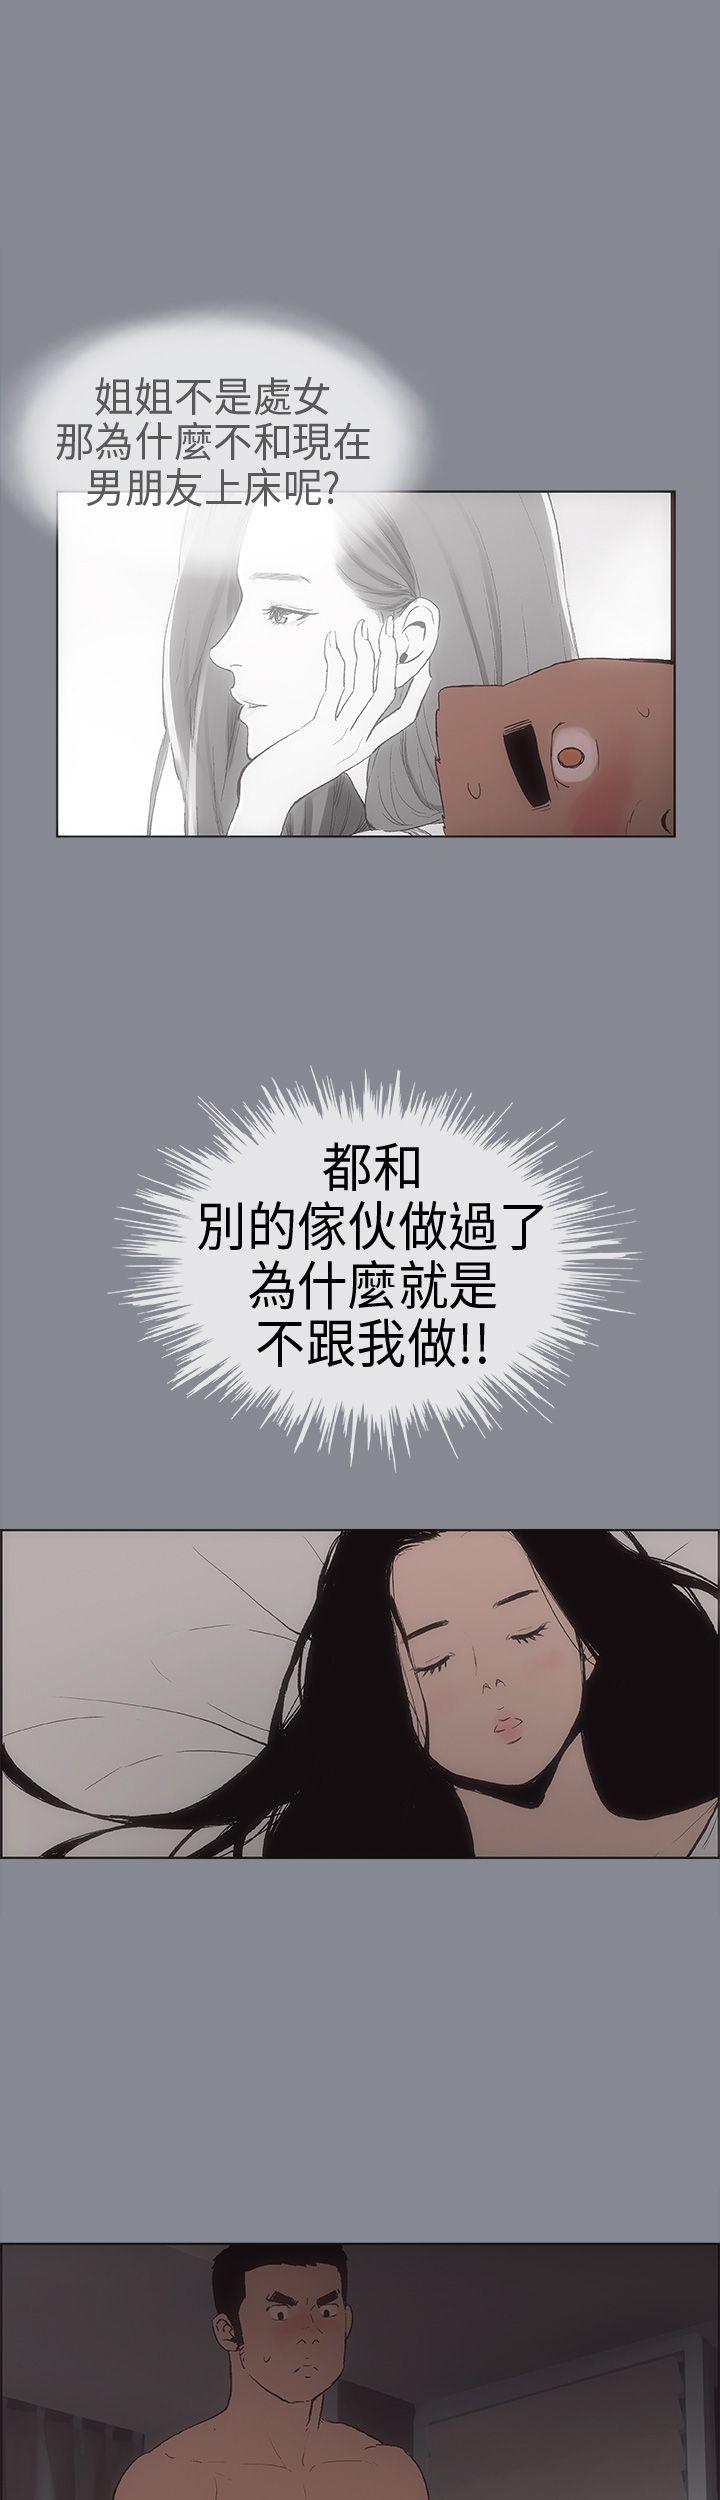 姐姐不是處女
那為什麼不和現在
男朋友上床呢?
都和
別的傢伙做過了
為什麼就是
不跟我做!!